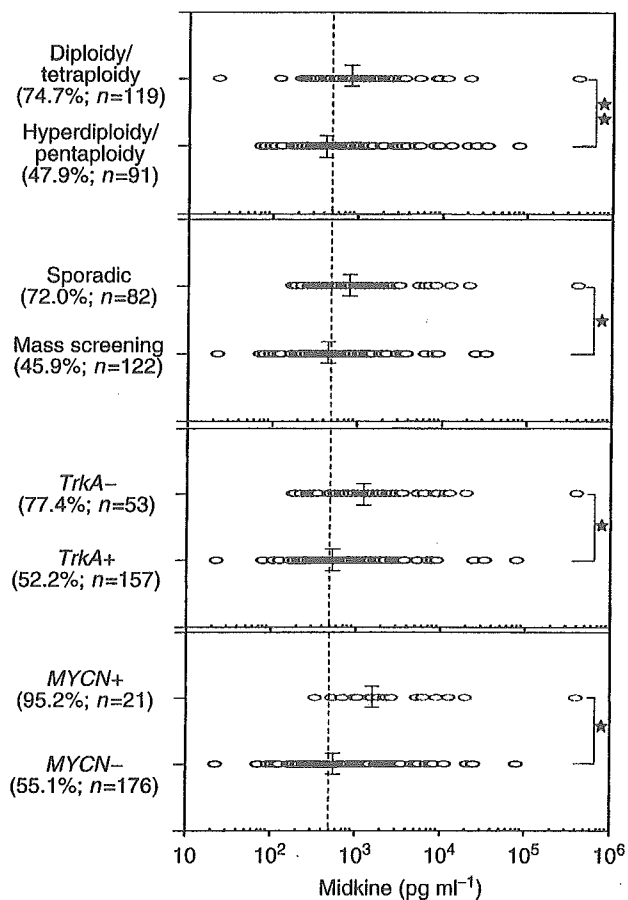 Diploidy/
tetraploidy
(74.7%; n=119)
Hyperdiploidy/
pentaploidy
(47.9%; n=91)
Sporadic
(72.0%; n=82)
Mass screening
(45.9%; n=122)
TrkA–
(77.4%; n=53)
TrkA+
(52.2%; n=157)
MYCN+
(95.2%; n=21)
MYCN–
(55.1%; n=176)
10 10² 10³ 10⁴ 10⁵ 10⁶
Midkine (pg ml⁻¹)